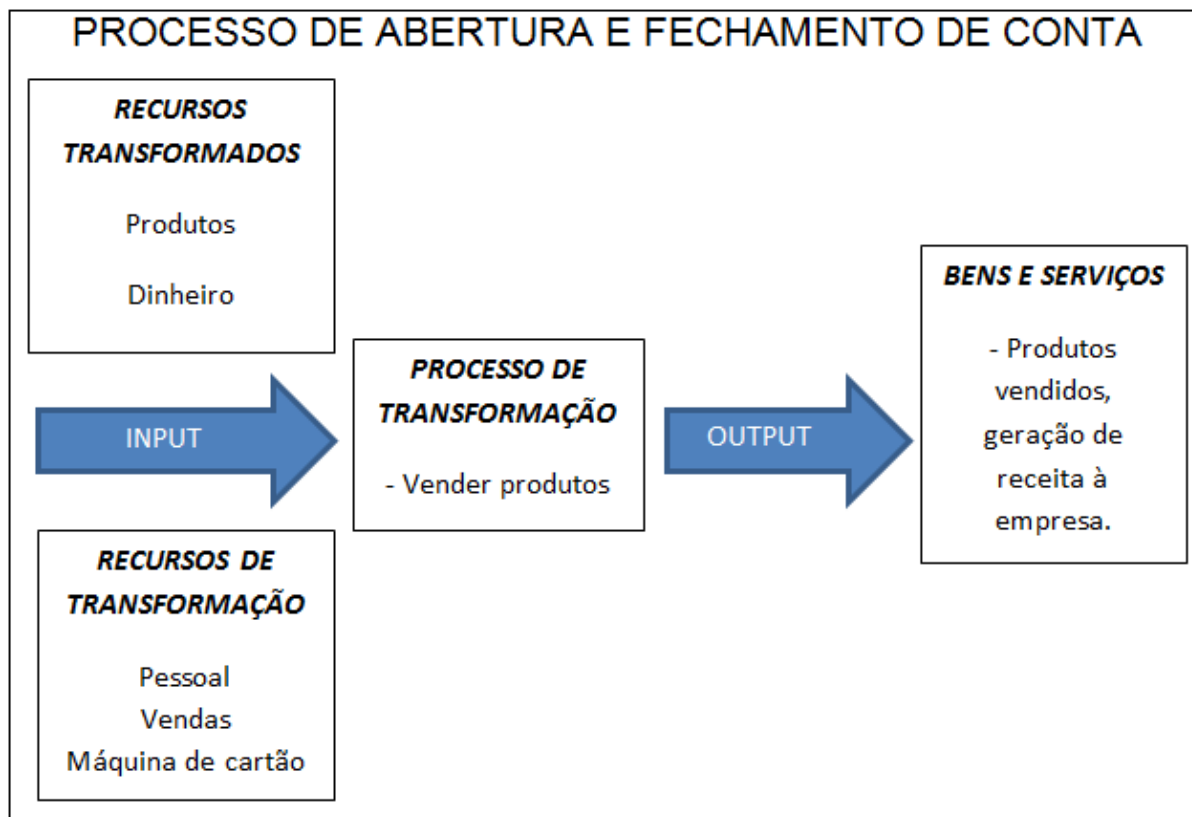 PROCESSO DE ABERTURA E FECHAMENTO DE CONTA
RECURSOS
TRANSFORMADOS
Produtos
Dinheiro
INPUT
RECURSOS DE
TRANSFORMAÇÃO
Pessoal
Vendas
Máquina de cartão
PROCESSO DE
TRANSFORMAÇÃO
- Vender produtos
OUTPUT
BENS E SERVIÇOS
- Produtos
vendidos,
geração de
receita à
empresa.